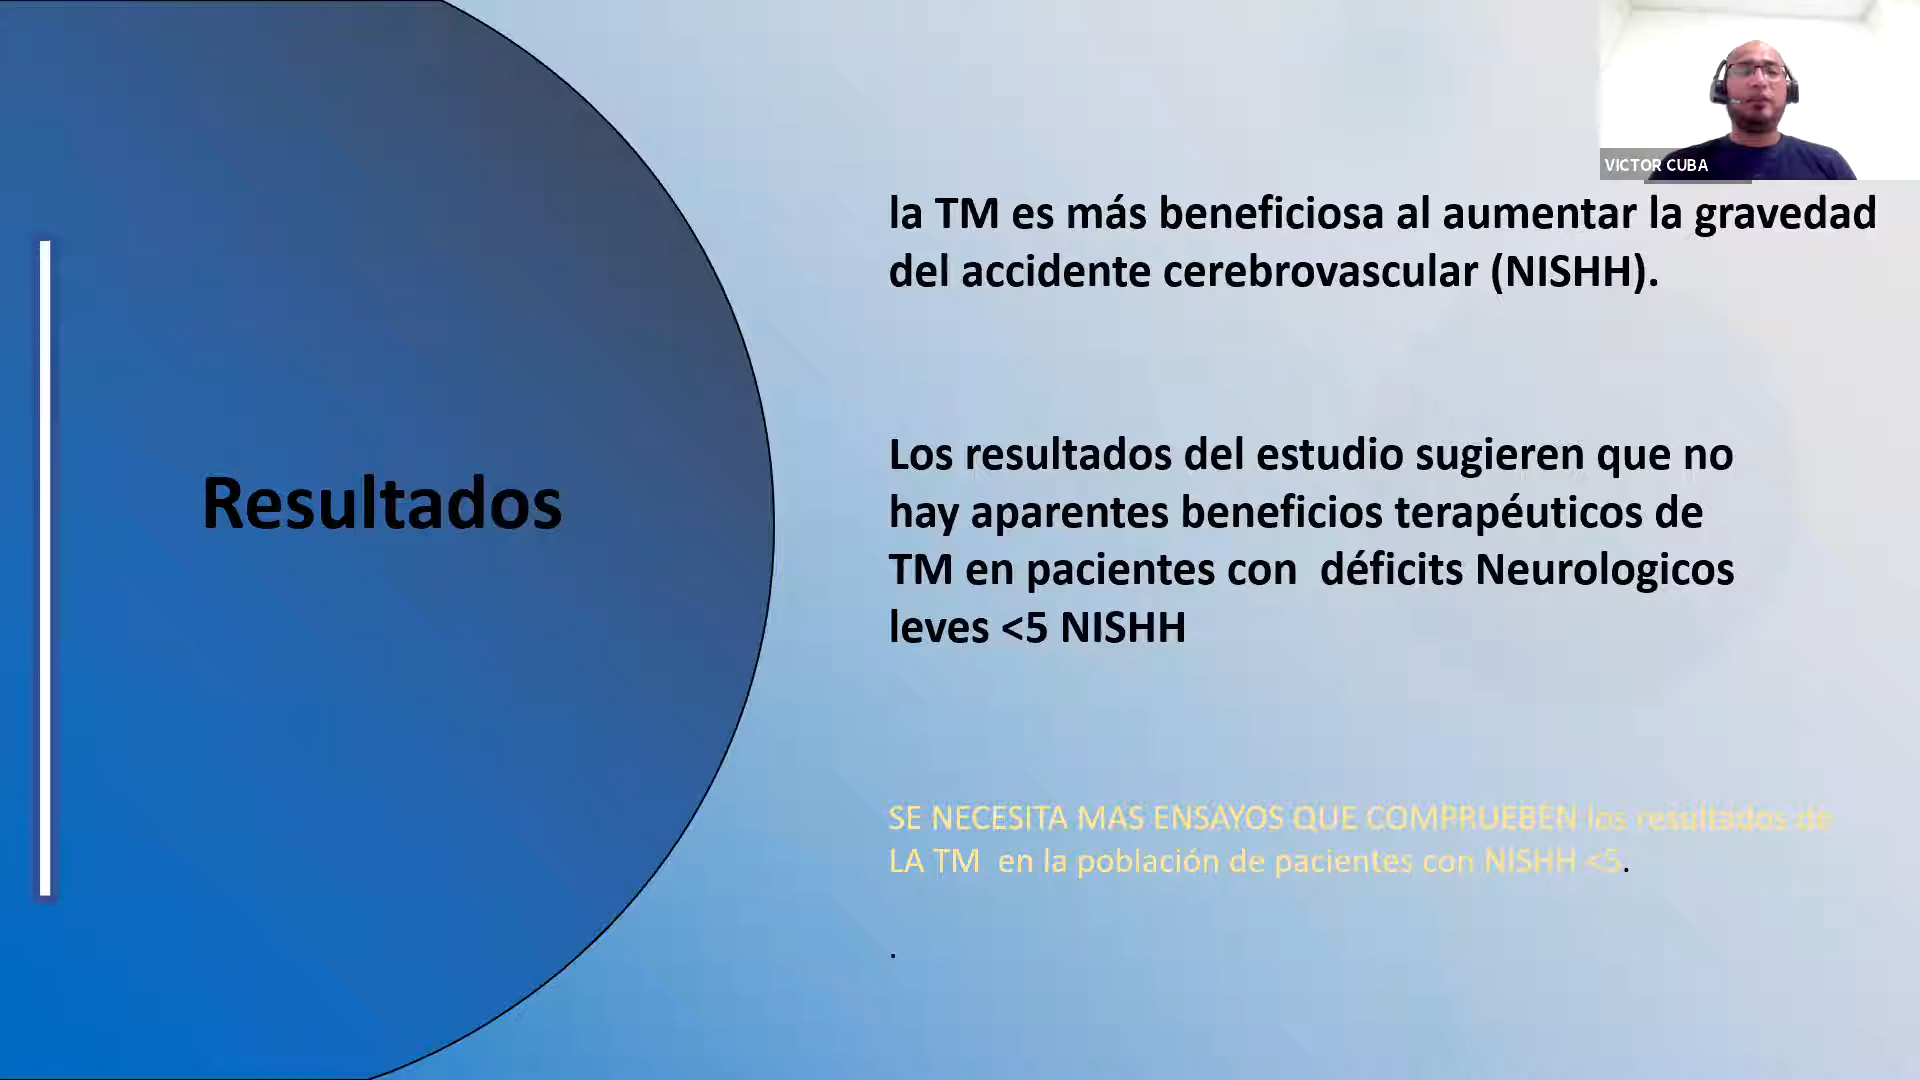 VICTOR CUBA
la TM es más beneficiosa al aumentar la gravedad
del accidente cerebrovascular (NISHH).
Resultados
Los resultados del estudio sugieren que no
hay aparentes beneficios terapéuticos de
TM en pacientes con  déficits Neurologicos
leves <5 NISHH
SE NECESITA MAS ENSAYOS QUE COMPRUEBEN los resultados de
LA TM  en la población de pacientes con NISHH <5.
.